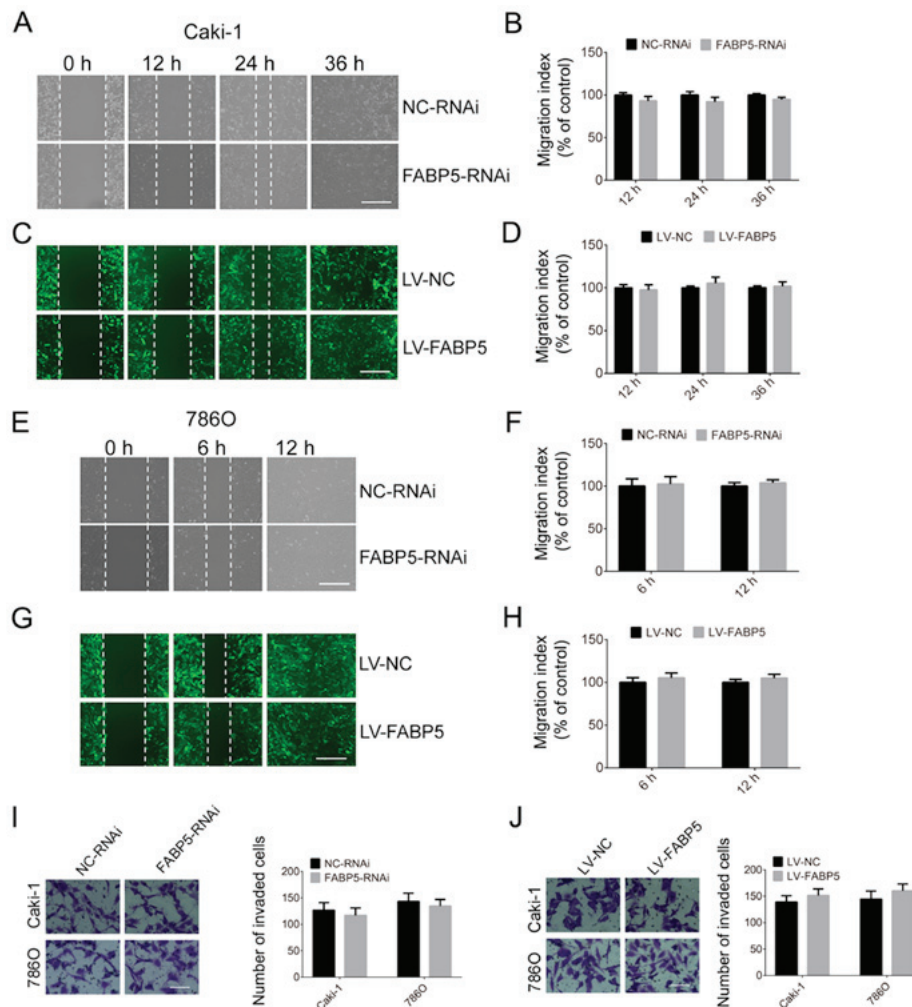 A
Caki-1
0 h 12 h 24 h 36 h
NC-RNAi
FABP5-RNAi
B
NC-RNAi FABP5-RNAi
Migration index
(% of control)
150
100
50
0
12 h 24 h 36 h
C
LV-NC
LV-FABP5
D
LV-NC LV-FABP5
Migration index
(% of control)
150
100
50
0
12 h 24 h 36 h
E
786O
0 h 6 h 12 h
NC-RNAi
FABP5-RNAi
F
NC-RNAi FABP5-RNAi
Migration index
(% of control)
150
100
50
0
6 h 12 h
G
LV-NC
LV-FABP5
H
LV-NC LV-FABP5
Migration index
(% of control)
150
100
50
0
6 h 12 h
I
NC-RNAi FABP5-RNAi
Caki-1
786O
NC-RNAi
FABP5-RNAi
Number of invaded cells
200
150
100
50
0
Caki-1 786O
J
LV-NC LV-FABP5
Caki-1
786O
LV-NC
LV-FABP5
Number of invaded cells
200
150
100
50
0
Caki-1 786O